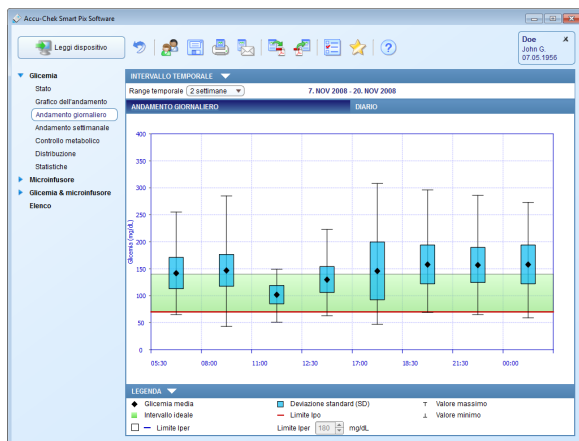 Accu-Chek Smart Pix Software
Leggi dispositivo
Doe
John G.
07.05.1956
Glicemia
Stato
Grafico dell'andamento
Andamento giornaliero
Andamento settimanale
Controllo metabolico
Distribuzione
Statistiche
Microinfusore
Glicemia & microinfusore
Elenco
INTERVALLO TEMPORALE
Range temporale 2 settimane 7. NOV 2008 - 20. NOV 2008
ANDAMENTO GIORNALIERO DIARIO
Glicemia (mg/dL)
400
350
300
250
200
150
100
50
0
05:30 08:00 11:00 12:30 17:00 18:30 21:30 00:00
LEGENDA
Glicemia media Deviazione standard (SD) Valore massimo
Intervallo ideale Limite Ipo Valore minimo
Limite Iper Limite Iper 180 mg/dL